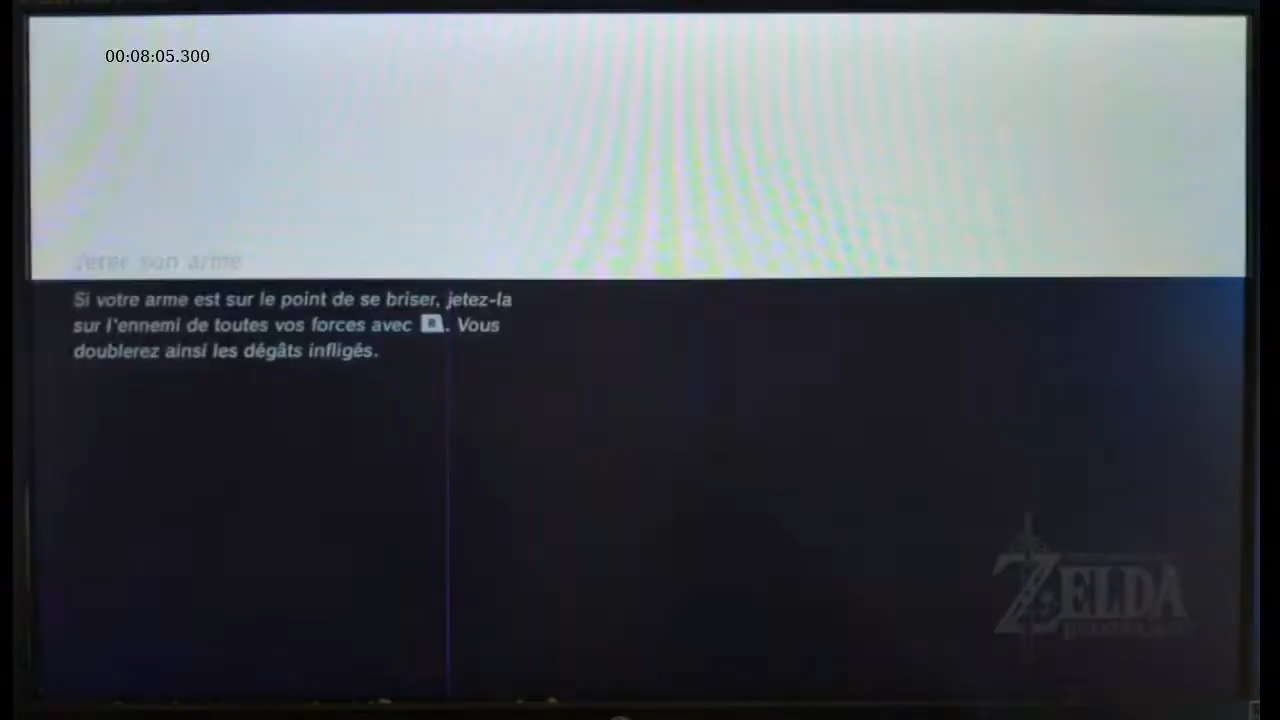 00:08:05.300
Jeter son arme
Si votre arme est sur le point de se briser, jetez-la
sur l'ennemi de toutes vos forces avec R. Vous
doublerez ainsi les dégâts infligés.
ZELDA